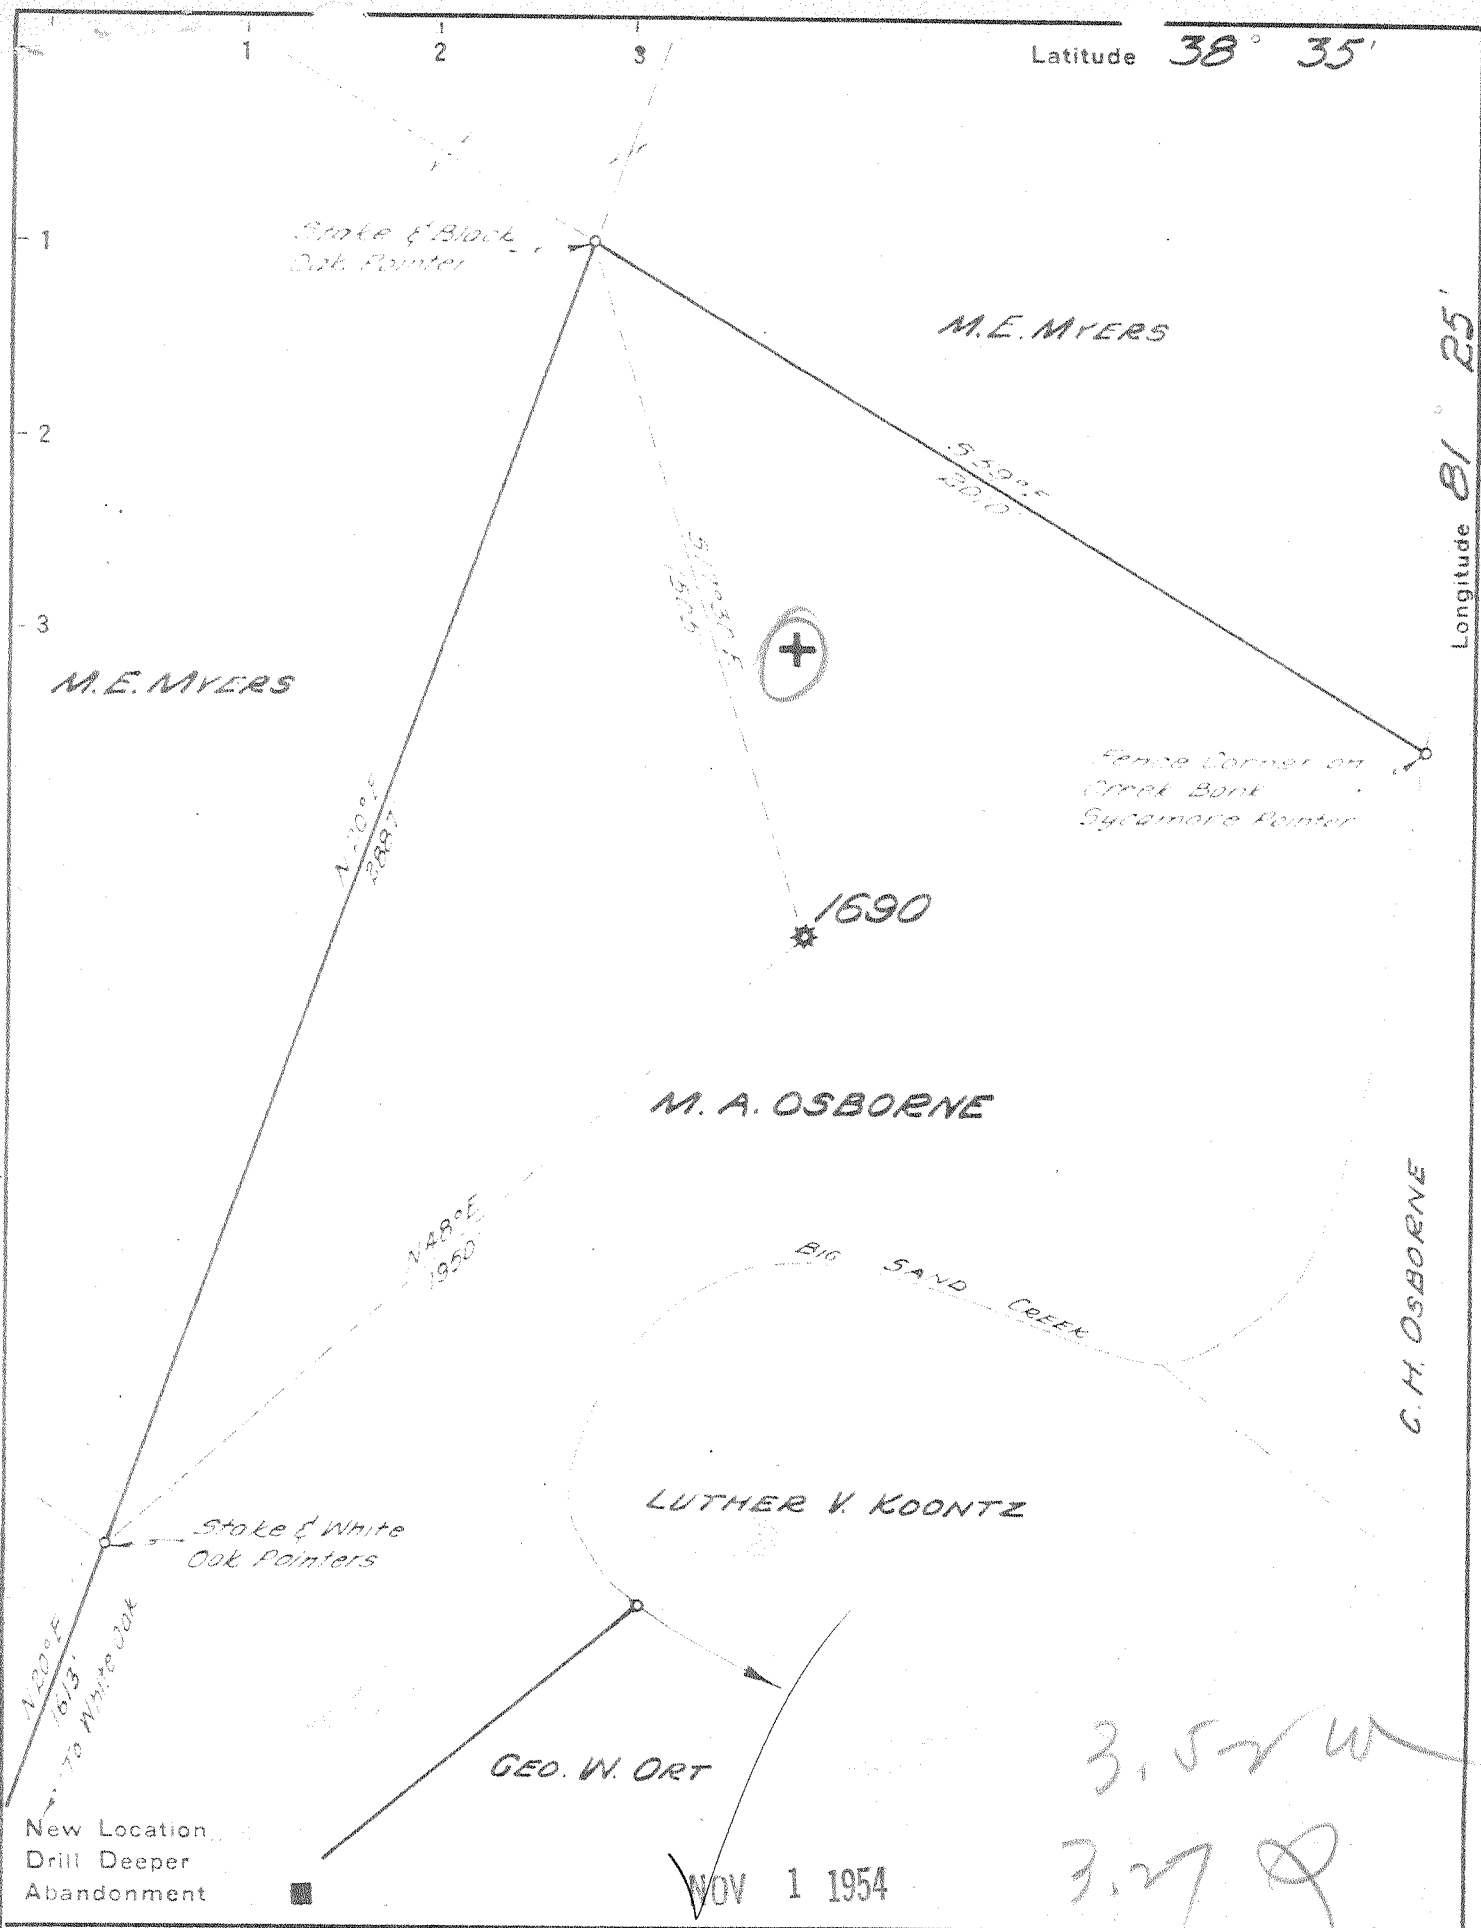 1 2 3
Latitude 38° 35'
Stake & Black
Oak Pointer
1
M.E. MYERS
Longitude 81° 25'
2
S 59° E
2010'
3
M.E. MYERS
Fence Corner on
Creek Bank
Sycamore Pointer
N 20° E
2887
1690
M. A. OSBORNE
N 48° E
1950'
BIG SAND CREEK
C. H. OSBORNE
LUTHER V. KOONTZ
Stake & White
Oak Pointers
N 20° E
1613'
To White Oak
GEO. W. ORT
New Location
Drill Deeper
Abandonment
NOV 1 1954